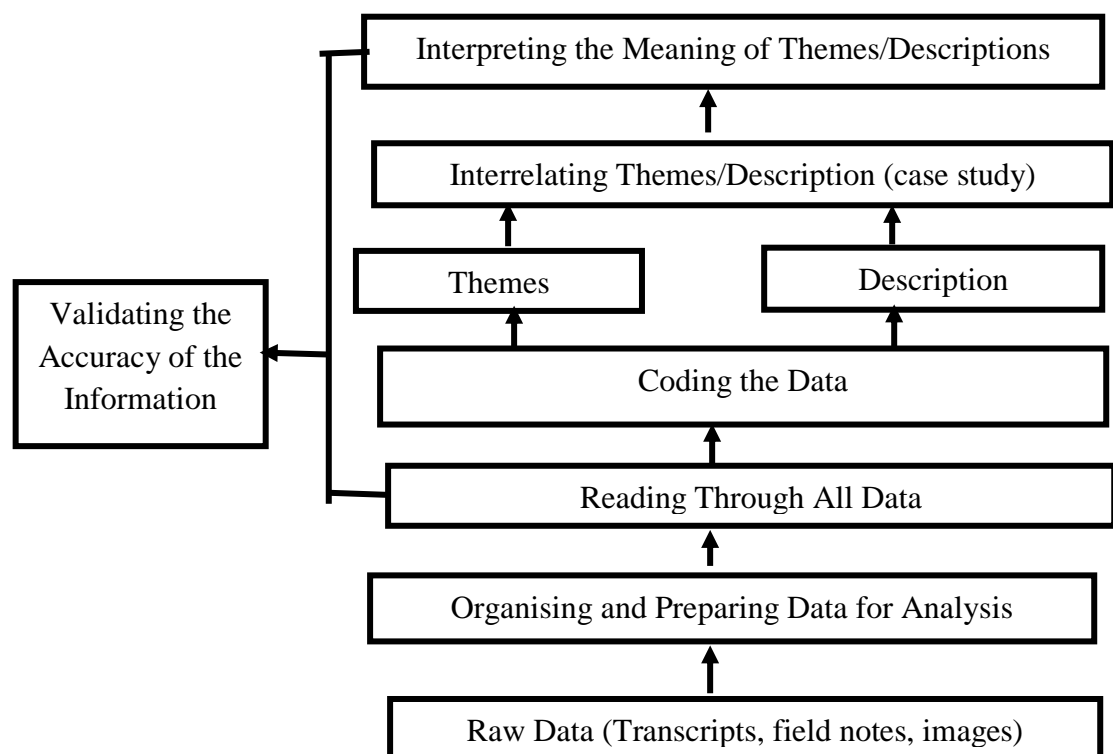 Interpreting the Meaning of Themes/Descriptions
Interrelating Themes/Description (case study)
Themes
Description
Validating the
Accuracy of the
Information
Coding the Data
Reading Through All Data
Organising and Preparing Data for Analysis
Raw Data (Transcripts, field notes, images)